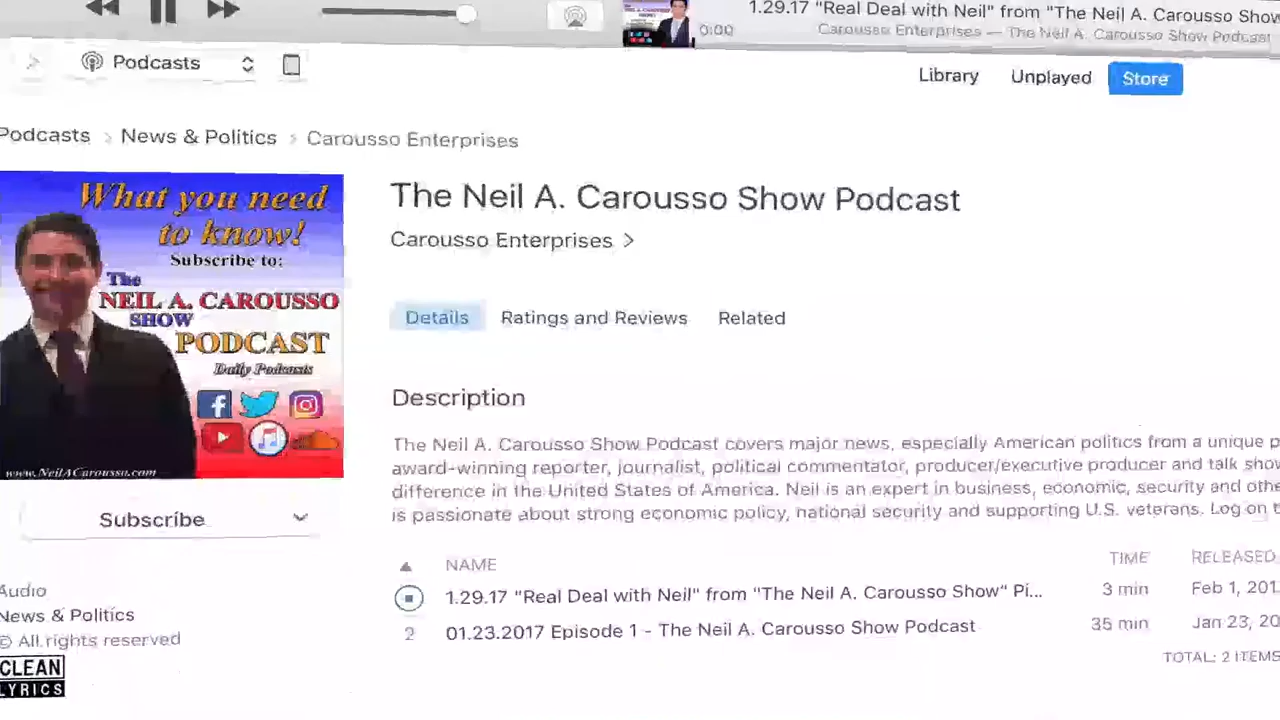 1.29.17 "Real Deal with Neil" from "The Neil A. Carousso Show
0:00
Carousso Enterprises — The Neil A. Carousso Show Podcast
Podcasts
Library
Unplayed
Store
Podcasts > News & Politics > Carousso Enterprises
What you need
to know!
Subscribe to:
The
NEIL A. CAROUSSO
SHOW
PODCAST
Daily Podcasts
www.NeilACarousso.com
The Neil A. Carousso Show Podcast
Carousso Enterprises >
Details
Ratings and Reviews
Related
Description
The Neil A. Carousso Show Podcast covers major news, especially American politics from a unique p
award-winning reporter, journalist, political commentator, producer/executive producer and talk show
difference in the United States of America. Neil is an expert in business, economic, security and othe
is passionate about strong economic policy, national security and supporting U.S. veterans. Log on t
Subscribe
Audio
News & Politics
© All rights reserved
CLEAN
LYRICS
NAME TIME RELEASED
1.29.17 "Real Deal with Neil" from "The Neil A. Carousso Show" Pi... 3 min Feb 1, 201
2 01.23.2017 Episode 1 - The Neil A. Carousso Show Podcast 35 min Jan 23, 20
TOTAL: 2 ITEMS